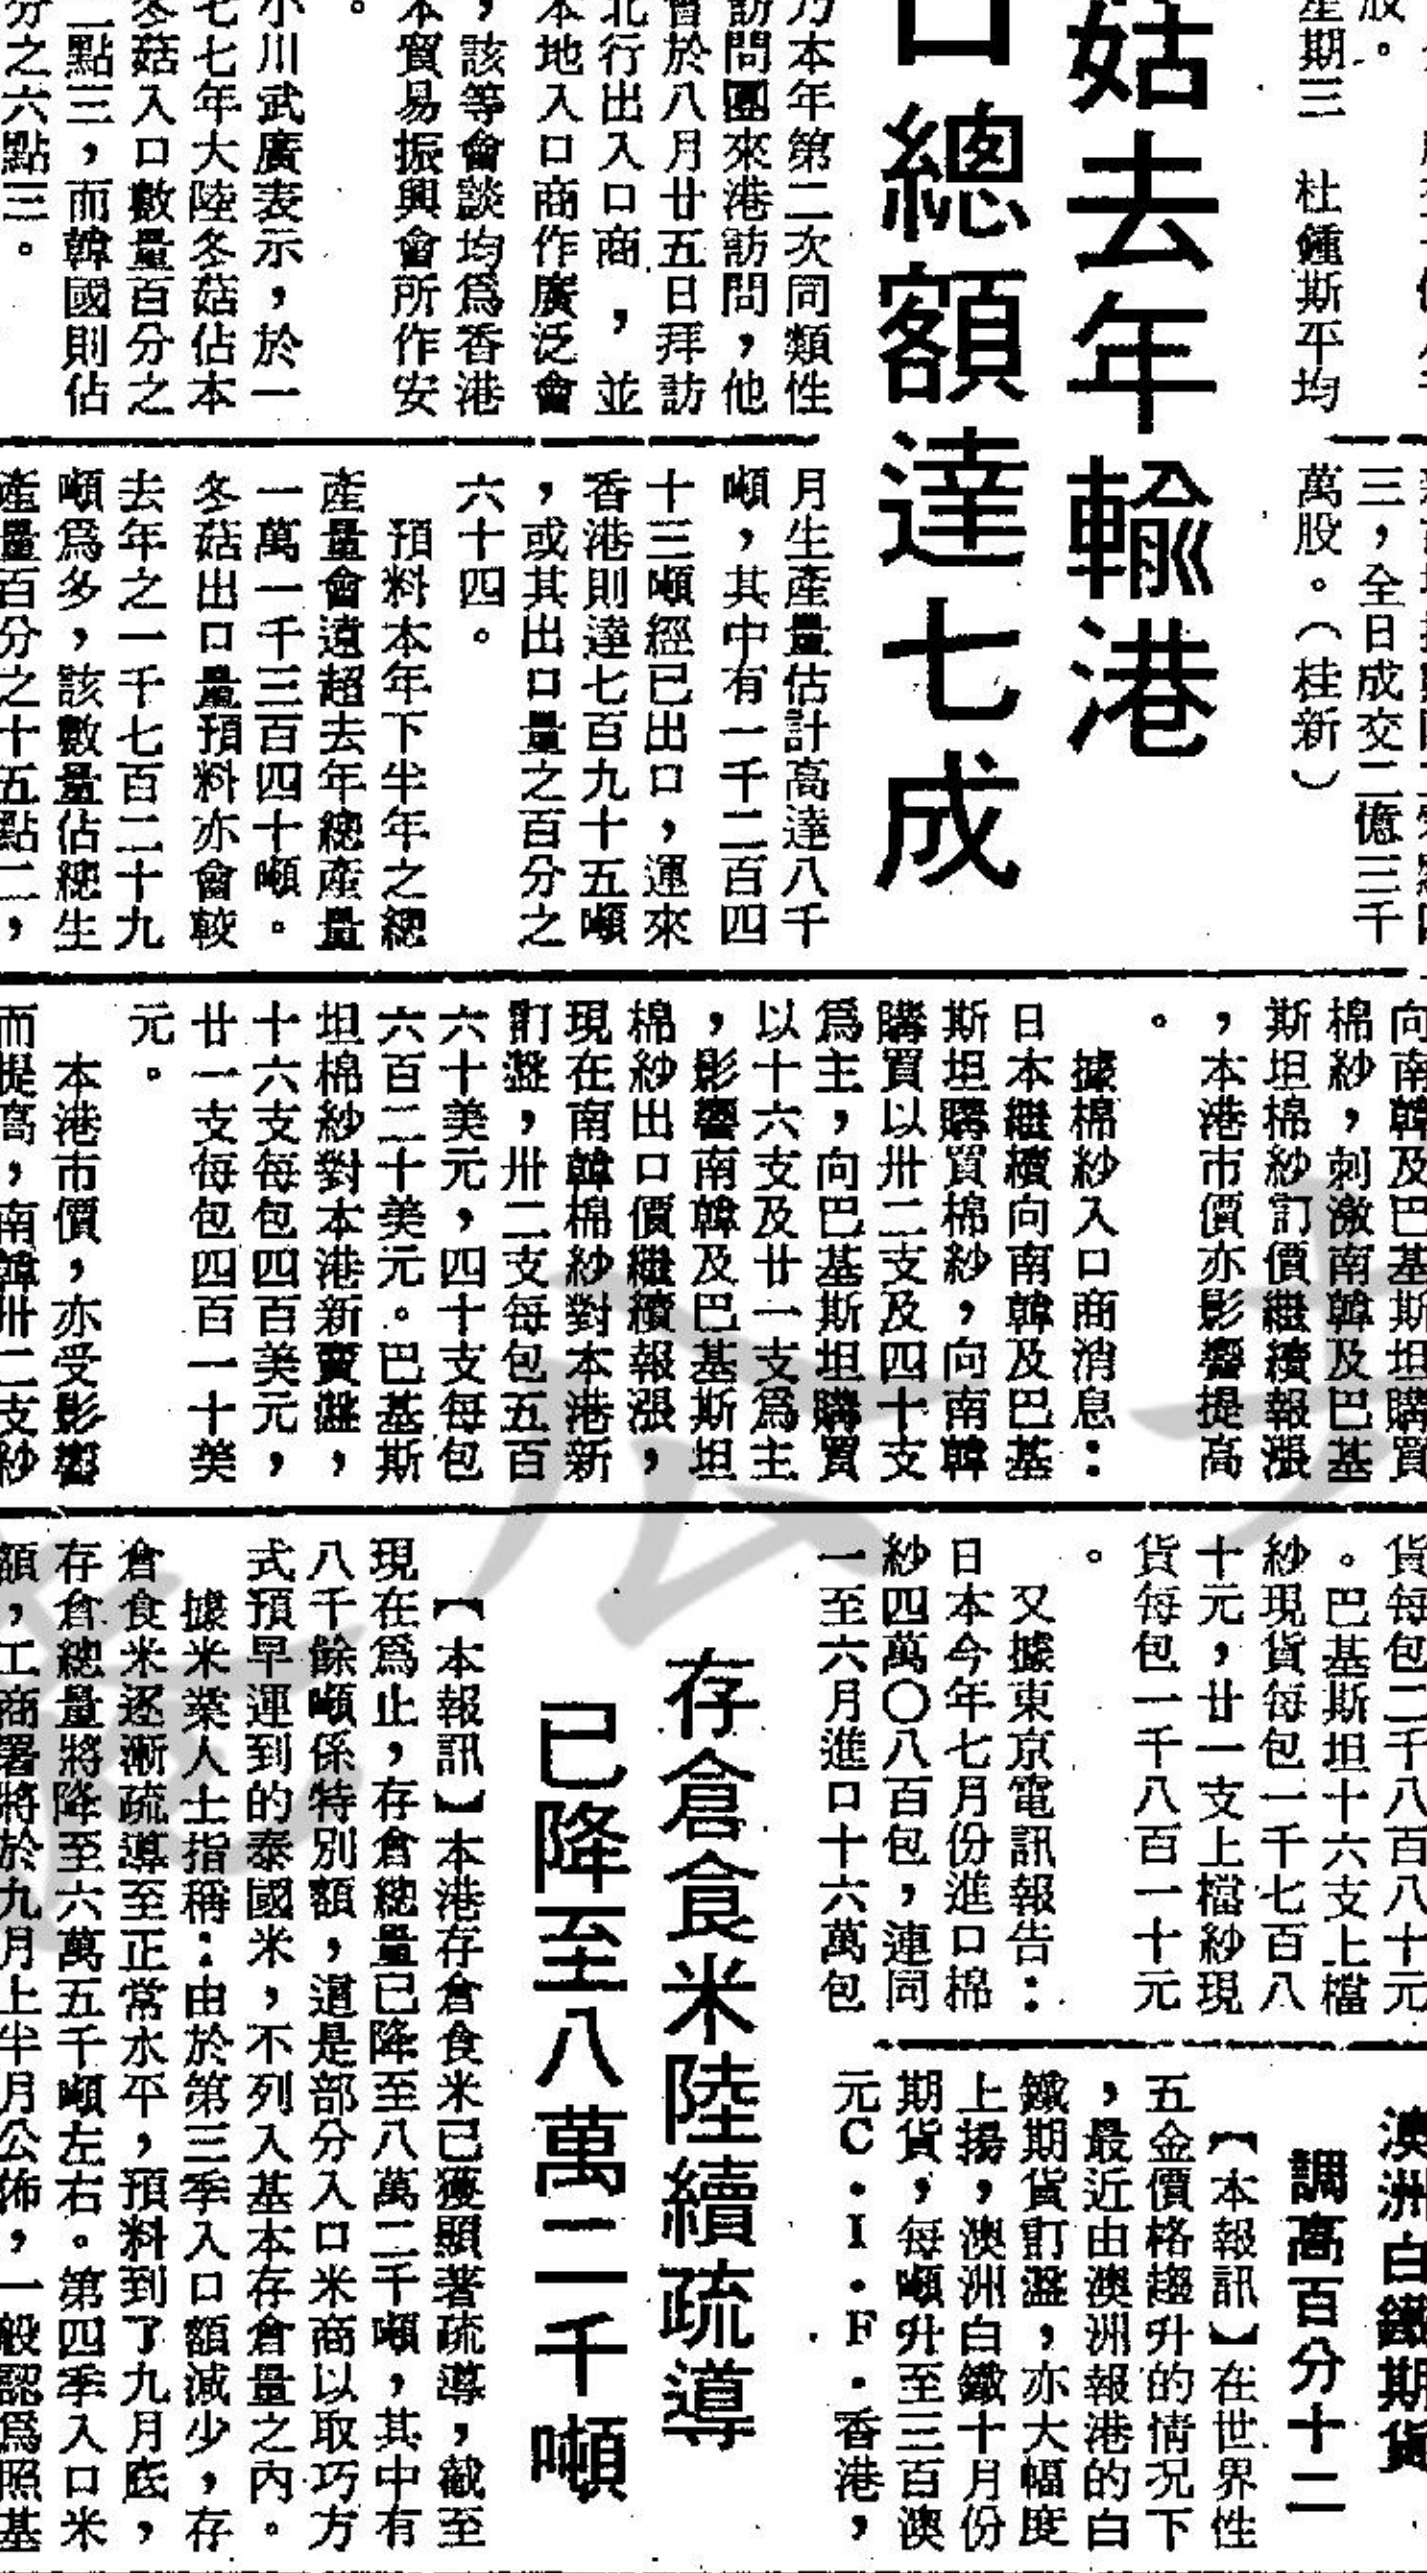 股。
星期三　杜鍾斯平均
三，全日成交二億三千
萬股。（桂新）
菇去年輸港
口總額達七成
乃本年第二次同類性
訪問團來港訪問，他
曾於八月廿五日拜訪
北行出入口商，並
本地入口商作廣泛會
，該等會談均爲香港
本貿易振興會所作安
。
小川武廣表示，於一
七七年大陸冬菇佔本
冬菇入口數量百分之
二點三，而韓國則佔
分之六點三。
月生產量估計高達八千
噸，其中有一千二百四
十三噸經已出口，運來
香港則達七百九十五噸
，或其出口量之百分之
六十四。
預料本年下半年之總
產量會遠超去年總產量
一萬一千三百四十噸。
冬菇出口量預料亦會較
去年之一千七百二十九
噸爲多，該數量佔總生
產量百分之十五點二，
向南韓及巴基斯坦購買
棉紗，刺激南韓及巴基
斯坦棉紗訂價繼續報漲
，本港市價亦影響提高
。
據棉紗入口商消息：
日本繼續向南韓及巴基
斯坦購買棉紗，向南韓
購買以卅二支及四十支
爲主，向巴基斯坦購買
以十六支及廿一支爲主
，影響南韓及巴基斯坦
棉紗出口價繼續報漲，
現在南韓棉紗對本港新
訂盤，卅二支每包五百
六十美元，四十支每包
六百二十美元。巴基斯
坦棉紗對本港新賣盤，
十六支每包四百美元，
廿一支每包四百一十美
元。
本港市價，亦受影響
而提高，南韓卅二支紗
貨每包二千八百八十元
。巴基斯坦十六支上檔
紗現貨每包一千七百八
十元，廿一支上檔紗現
貨每包一千八百一十元
。
又據東京電訊報告：
日本今年七月份進口棉
紗四萬〇八百包，連同
一至六月進口十六萬包
澳洲白鐵期貨
調高百分十二
【本報訊】在世界性
五金價格趨升的情況下
，最近由澳洲報港的白
鐵期貨訂盤，亦大幅度
上揚，澳洲白鐵十月份
期貨，每噸升至三百澳
元C・I・F・香港，
存倉食米陸續疏導
已降至八萬二千噸
【本報訊】本港存倉食米已獲顯著疏導，截至
現在爲止，存倉總量已降至八萬二千噸，其中有
八千餘噸係特別額，這是部分入口米商以取巧方
式預早運到的泰國米，不列入基本存倉量之內。
據米業人士指稱：由於第三季入口額減少，存
倉食米逐漸疏導至正常水平，預料到了九月底，
存倉總量將降至六萬五千噸左右。第四季入口米
額，工商署將於九月上半月公佈，一般認爲照基